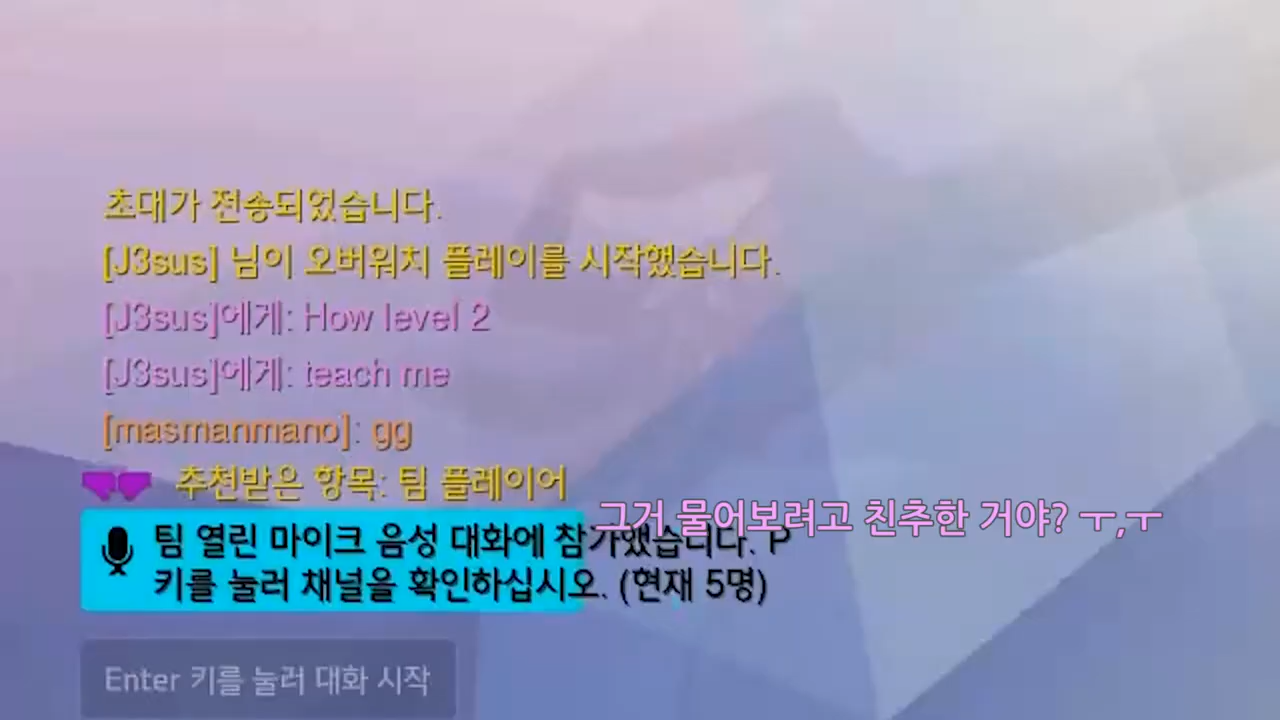 초대가 전송되었습니다.
[J3sus] 님이 오버워치 플레이를 시작했습니다.
[J3sus]에게: How level 2
[J3sus]에게: teach me
[masmanmano]: gg
추천받은 항목: 팀 플레이어
그거 물어보려고 친추한 거야? ㅜ,ㅜ
팀 열린 마이크 음성 대화에 참가했습니다. P
키를 눌러 채널을 확인하십시오. (현재 5명)
Enter 키를 눌러 대화 시작